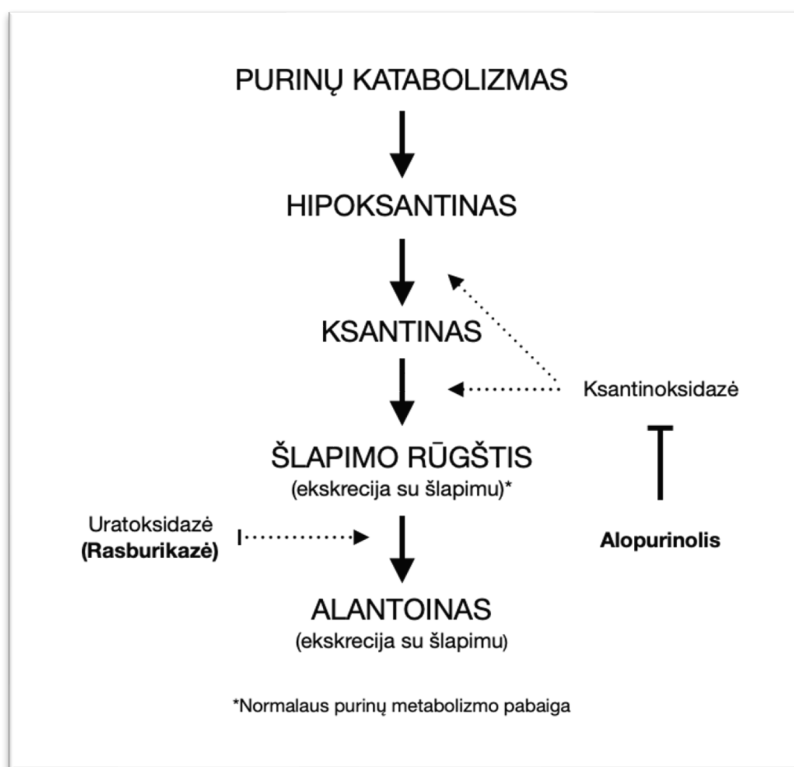 PURINŲ KATABOLIZMAS
HIPOKSANTINAS
KSANTINAS
Ksantinoksidazė
ŠLAPIMO RŪGŠTIS
(ekskrecija su šlapimu)*
Uratoksidazė
(Rasburikazė)
Alopurinolis
ALANTOINAS
(ekskrecija su šlapimu)
*Normalaus purinų metabolizmo pabaiga